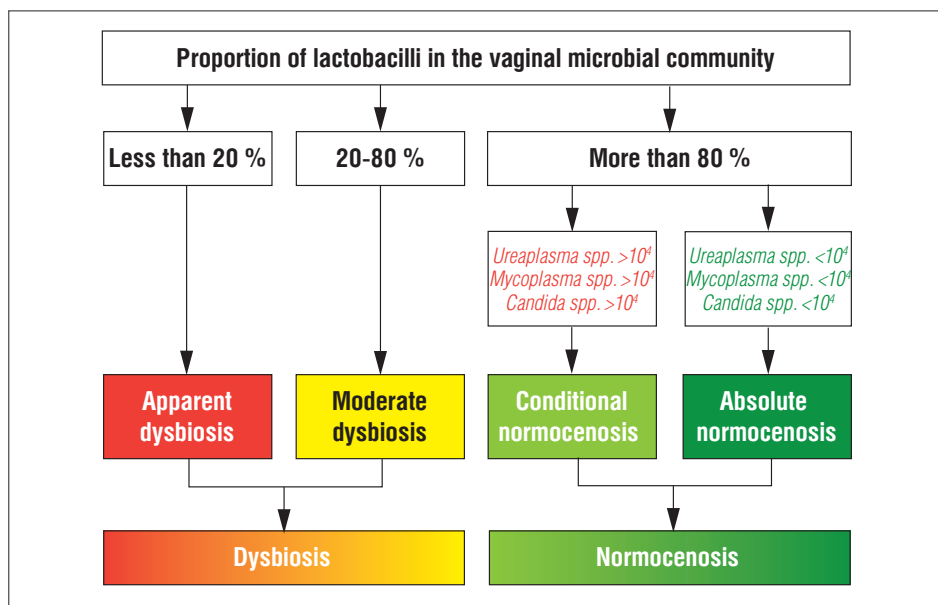 Proportion of lactobacilli in the vaginal microbial community
Less than 20 %
20-80 %
More than 80 %
Ureaplasma spp. >10⁴
Mycoplasma spp. >10⁴
Candida spp. >10⁴
Ureaplasma spp. <10⁴
Mycoplasma spp. <10⁴
Candida spp. <10⁴
Apparent
dysbiosis
Moderate
dysbiosis
Conditional
normocenosis
Absolute
normocenosis
Dysbiosis
Normocenosis